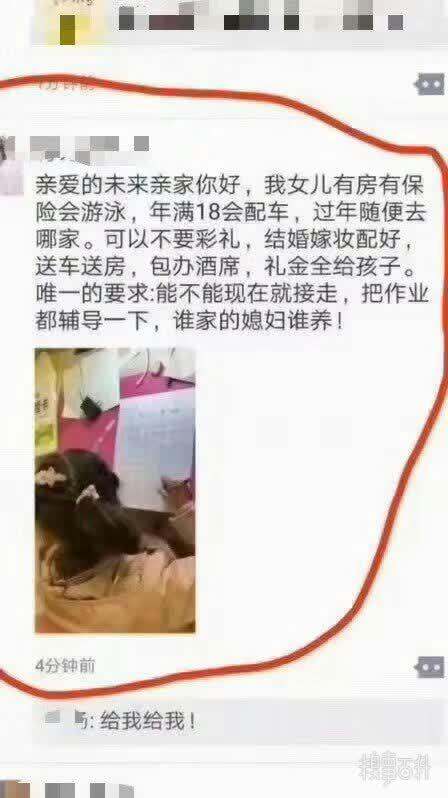 1分钟前
亲爱的未来亲家你好，我女儿有房有保
险会游泳，年满18会配车，过年随便去
哪家。可以不要彩礼，结婚嫁妆配好，
送车送房，包办酒席，礼金全给孩子。
唯一的要求:能不能现在就接走，把作业
都辅导一下，谁家的媳妇谁养！
4分钟前
: 给我给我！
糗事百科